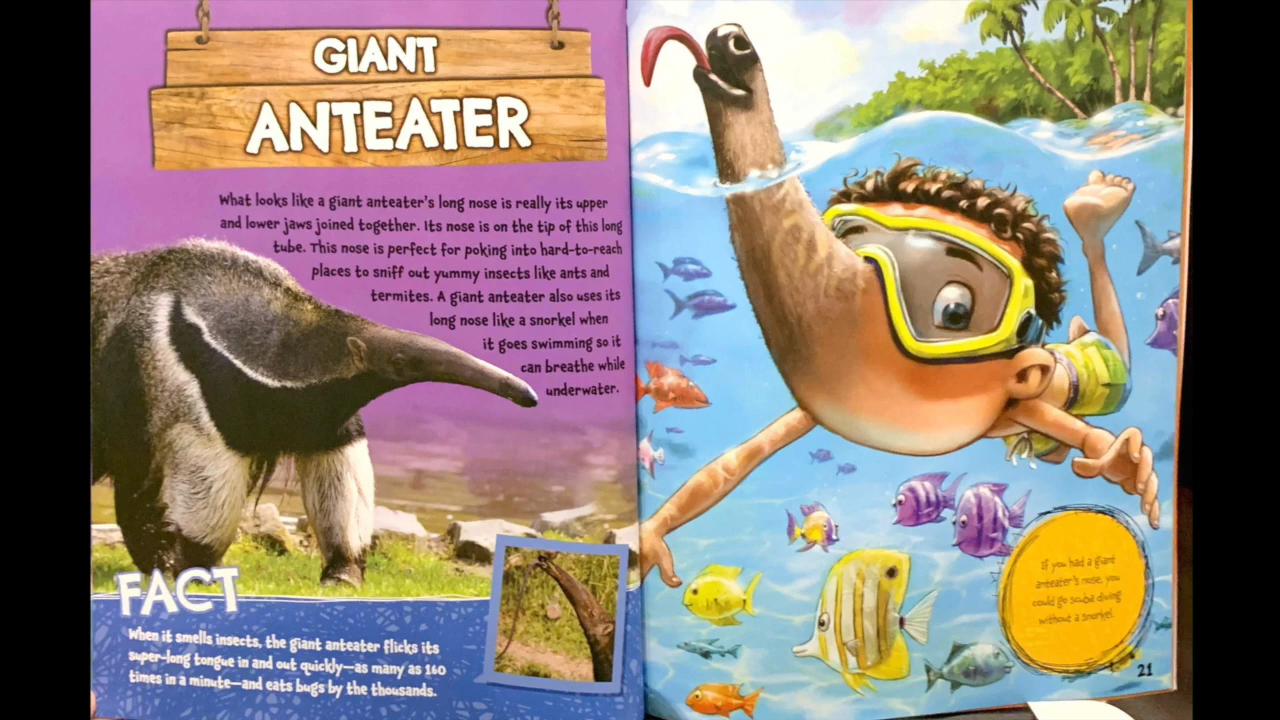 GIANT
ANTEATER
What looks like a giant anteater's long nose is really its upper
and lower jaws joined together. Its nose is on the tip of this long
tube. This nose is perfect for poking into hard-to-reach
places to sniff out yummy insects like ants and
termites. A giant anteater also uses its
long nose like a snorkel when
it goes swimming so it
can breathe while
underwater.
FACT
When it smells insects, the giant anteater flicks its
super-long tongue in and out quickly—as many as 160
times in a minute—and eats bugs by the thousands.
If you had a giant
anteater's nose, you
could go scuba diving
without a snorkel.
21